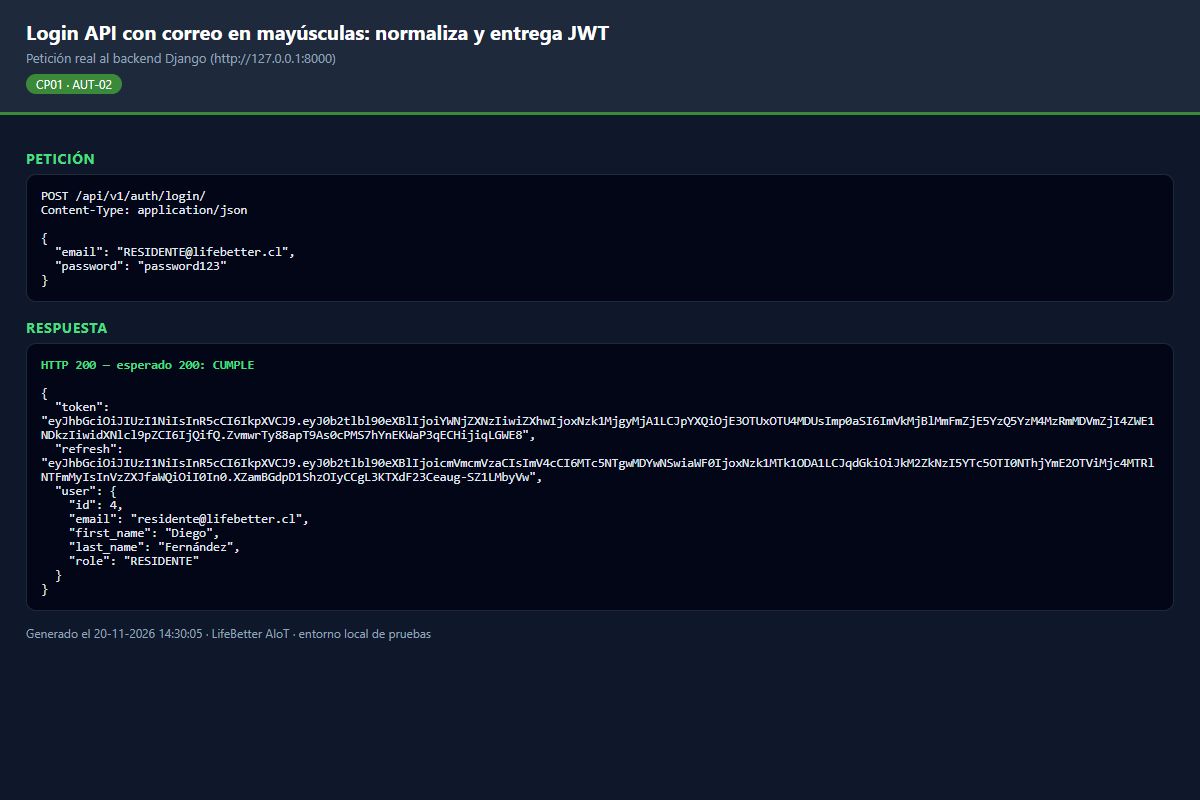 Login API con correo en mayúsculas: normaliza y entrega JWT
Petición real al backend Django (http://127.0.0.1:8000)
CP01 · AUT-02
PETICIÓN
POST /api/v1/auth/login/
Content-Type: application/json
{
"email": "RESIDENTE@lifebetter.cl",
"password": "password123"
}
RESPUESTA
HTTP 200 — esperado 200: CUMPLE
{
"token":
"eyJhbGciOiJIUzI1NiIsInR5cCI6IkpXVCJ9.eyJ0b2tlbl90eXBlIjoiYWNjZXNzIiwiZXhwIjoxNzk1MjgyMjA1LCJpYXQiOjE3OTUxOTU4MDUsImp0aSI6ImVkMjBlMmFmZjE5YzQ5YzM4MzRmMDVmZjI4ZWE1
NDkzIiwidXNlcl9pZCI6IjQifQ.ZvmwrTy88apT9As0cPMS7hYnEKWaP3qECHijiqLGWE8",
"refresh":
"eyJhbGciOiJIUzI1NiIsInR5cCI6IkpXVCJ9.eyJ0b2tlbl90eXBlIjoicmVmcmVzaCIsImV4cCI6MTc5NTgwMDYwNSwiaWF0IjoxNzk1MTk1ODA1LCJqdGkiOiJkM2ZkNzI5YTc5OTI0NThjYmE2OTViMjc4MTRl
NTFmMyIsInVzZXJfaWQiOiI0In0.XZamBGdpD1ShzOIyCCgL3KTXdF23Ceaug-SZ1LMbyVw",
"user": {
"id": 4,
"email": "residente@lifebetter.cl",
"first_name": "Diego",
"last_name": "Fernández",
"role": "RESIDENTE"
}
}
Generado el 20-11-2026 14:30:05 · LifeBetter AIoT · entorno local de pruebas